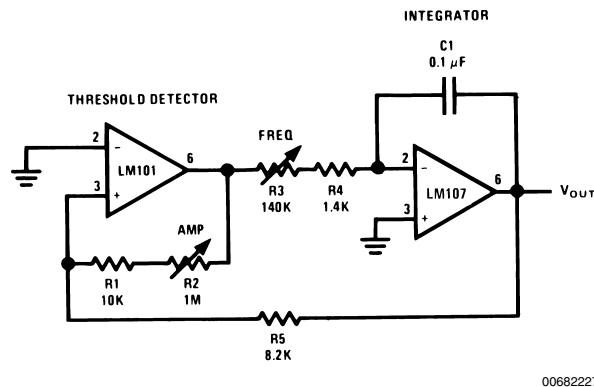 INTEGRATOR
C1
0.1 μF
THRESHOLD DETECTOR
2
−
LM101
6
3
+
FREQ
R3
140K
R4
1.4K
2
−
LM107
6
3
+
VOUT
AMP
R1
10K
R2
1M
R5
8.2K
00682227